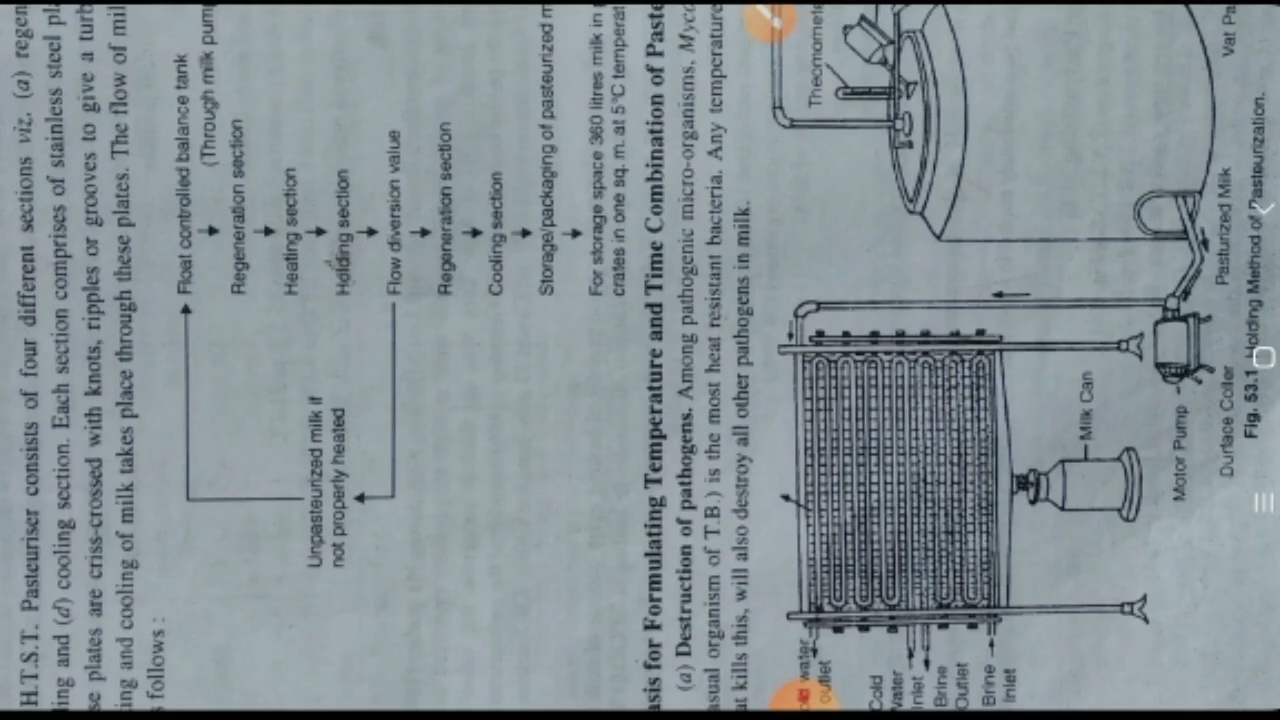 H.T.S.T. Pasteuriser consists of four different sections viz. (a) regen
ling and (d) cooling section. Each section comprises of stainless steel pl
se plates are criss-crossed with knots, ripples or grooves to give a turb
ing and cooling of milk takes place through these plates. The flow of mil
follows :
Float controlled balance tank
(Through milk pump
Regeneration section
Heating section
Holding section
Flow diversion value
Regeneration section
Cooling section
Storage/packaging of pasteurized m
For storage space 360 litres milk in
crates in one sq. m. at 5°C temperat
Unpasteurized milk if
not properly heated
asis for Formulating Temperature and Time Combination of Paste
(a) Destruction of pathogens. Among pathogenic micro-organisms, Myco
asual organism of T.B.) is the most heat resistant bacteria. Any temperature
at kills this, will also destroy all other pathogens in milk.
Theomomete
Vat Pa
Pasturized Milk
Milk Can
Motor Pump
Durface Coller
old water
outlet
Cold
Water
Inlet
Brine
Outlet
Brine
Inlet
Fig. 53.1 Holding Method of Pasteurization.